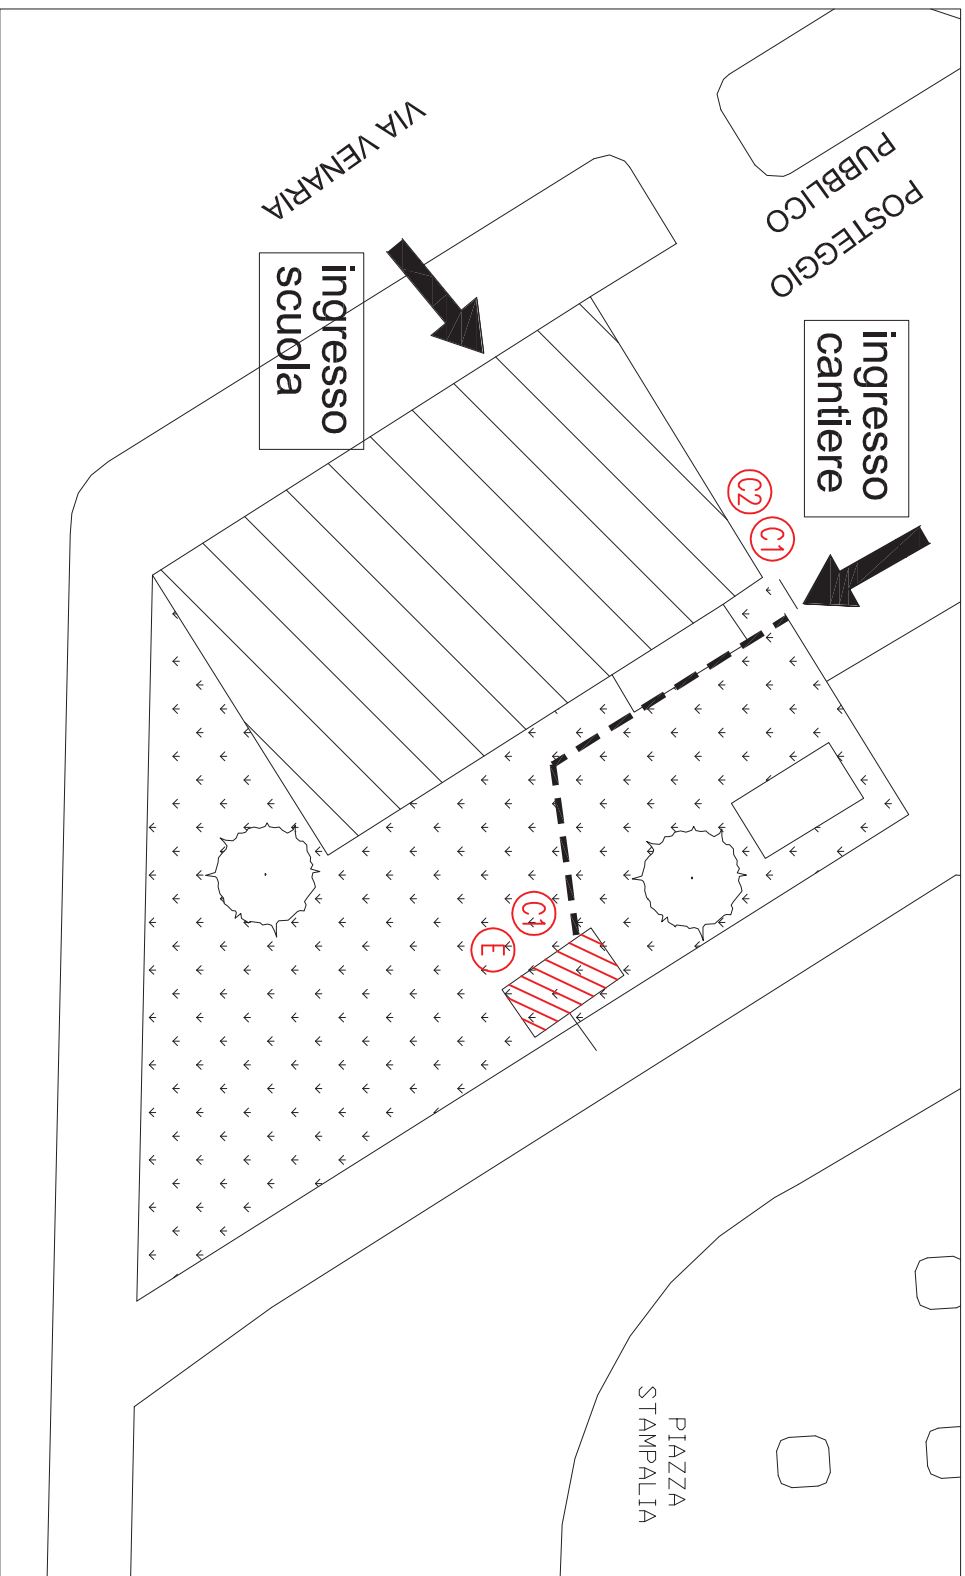 VIA VENARIA
POSTEGGIO
PUBBLICO
ingresso
scuola
ingresso
cantiere
C2
C1
C1
E
PIAZZA
STAMPALIA